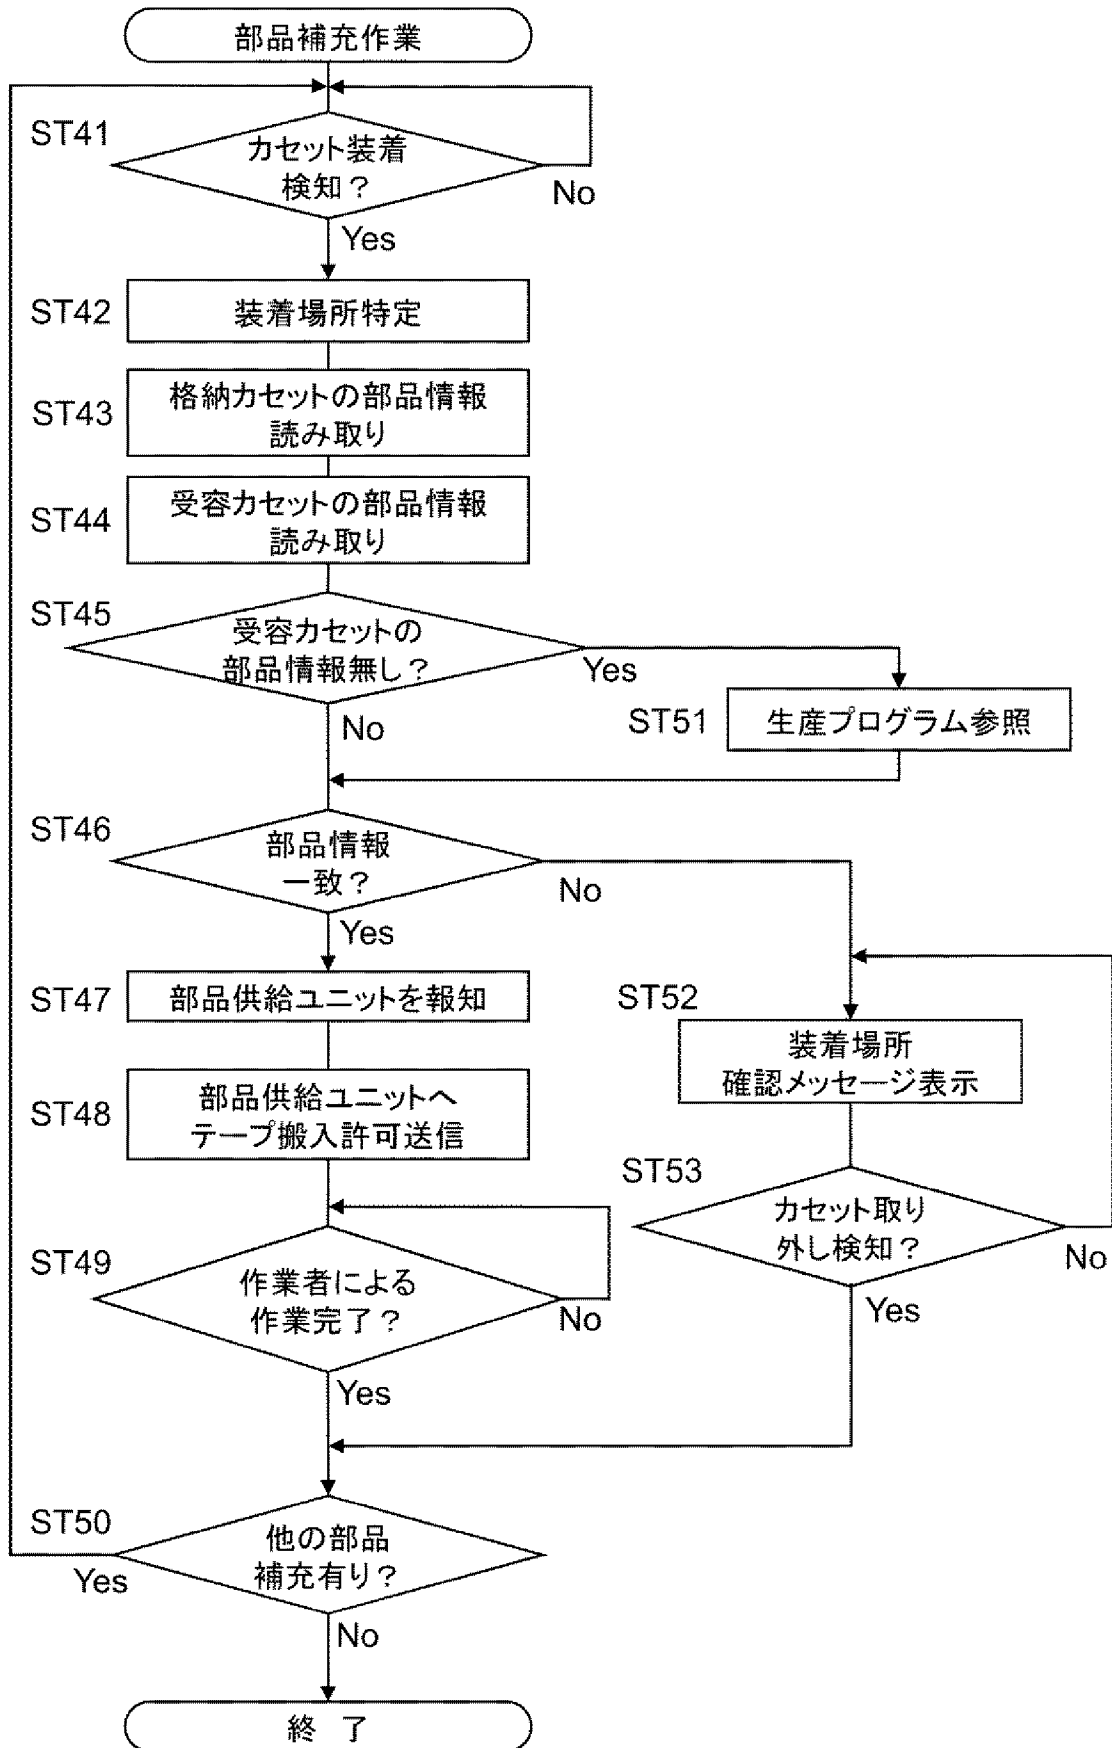 部品補充作業
ST41
カセット装着
検知？
No
Yes
ST42
装着場所特定
ST43
格納カセットの部品情報
読み取り
ST44
受容カセットの部品情報
読み取り
ST45
受容カセットの
部品情報無し？
Yes
No
ST51
生産プログラム参照
ST46
部品情報
一致？
No
Yes
ST47
部品供給ユニットを報知
ST52
装着場所
確認メッセージ表示
ST48
部品供給ユニットへ
テープ搬入許可送信
ST53
カセット取り
外し検知？
No
Yes
ST49
作業者による
作業完了？
No
Yes
ST50
他の部品
補充有り？
Yes
No
終 了